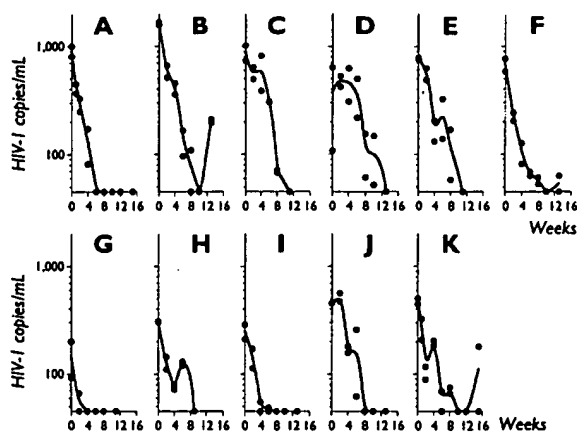 A B C D E F
HIV-1 copies/mL
1,000
100
0 4 8 12 16 0 4 8 12 16 0 4 8 12 16 0 4 8 12 16 0 4 8 12 16 0 4 8 12 16
Weeks
G H I J K
HIV-1 copies/mL
1,000
100
0 4 8 12 16 0 4 8 12 16 0 4 8 12 16 0 4 8 12 16 0 4 8 12 16 Weeks